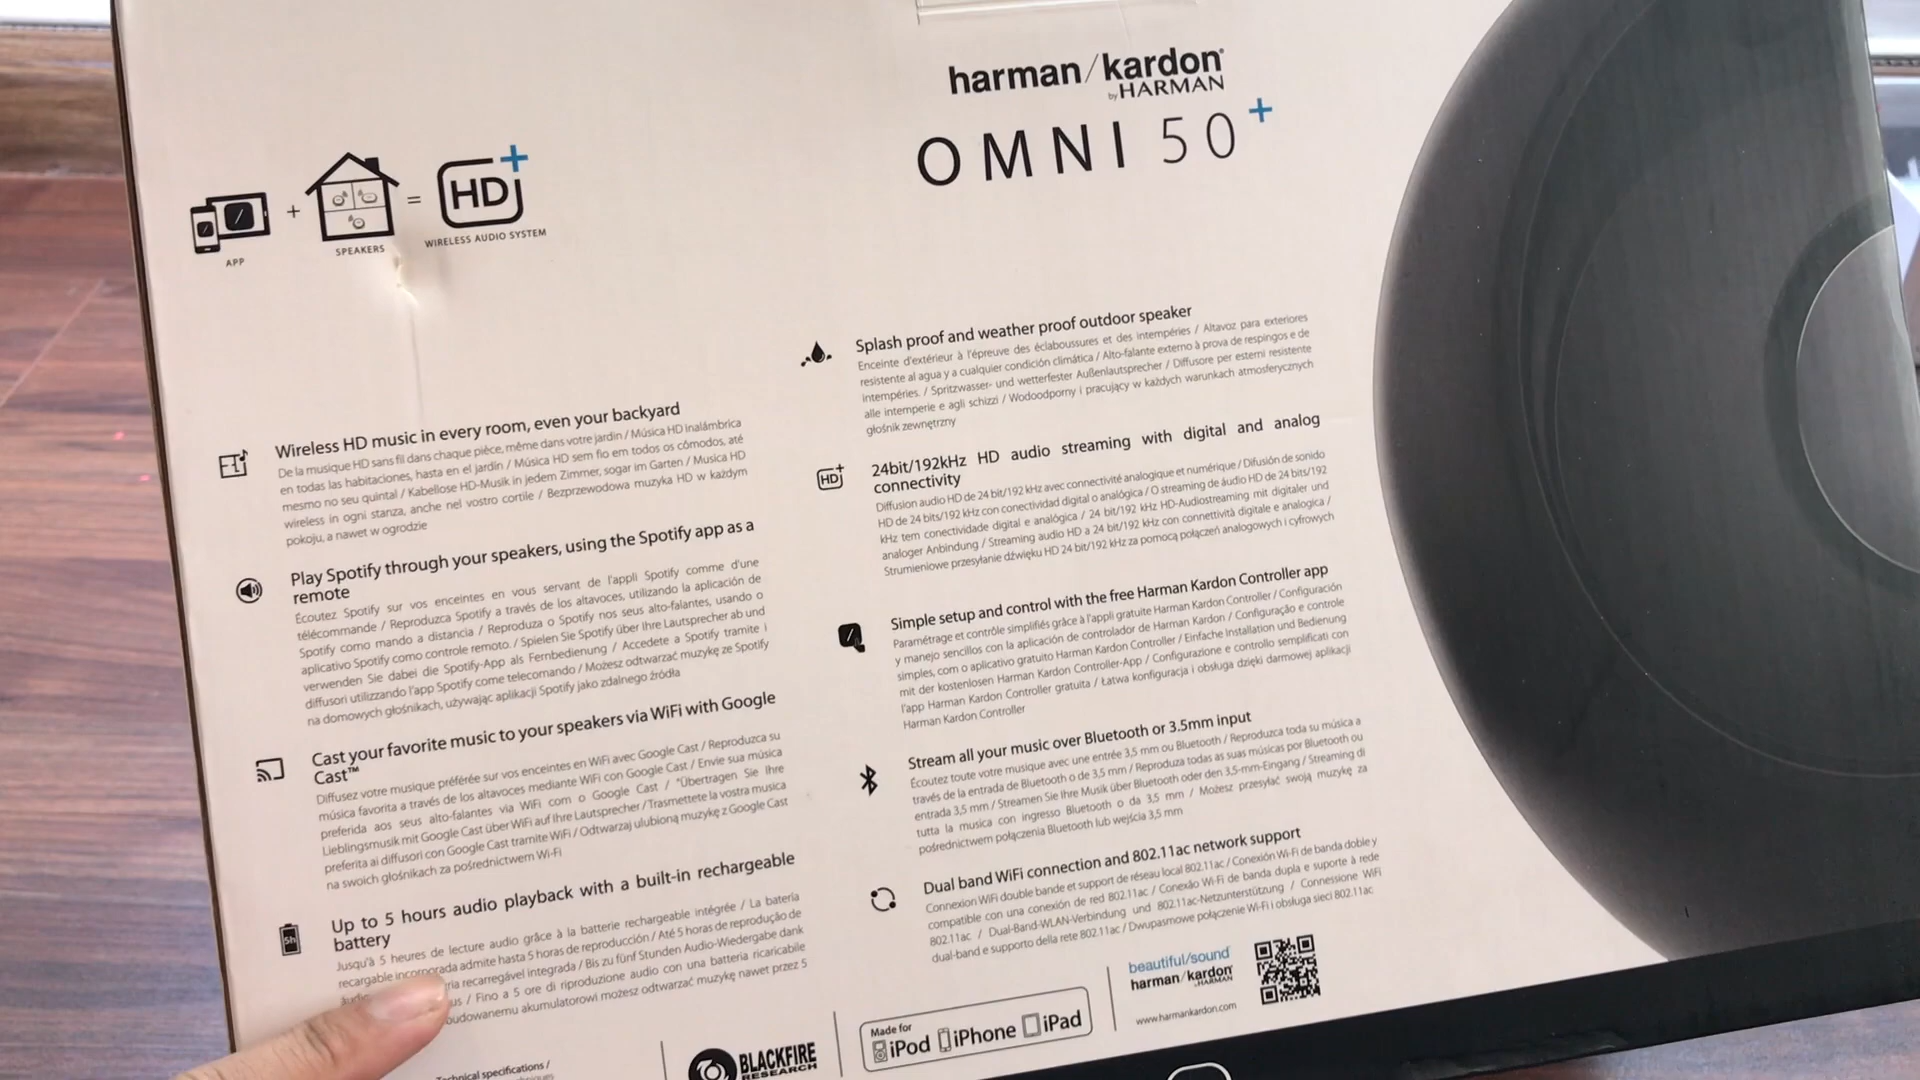 harman/kardon®
by HARMAN
OMNI 50+
HD+
APP
+
SPEAKERS
=
WIRELESS AUDIO SYSTEM
Wireless HD music in every room, even your backyard
De la musique HD sans fil dans chaque pièce, même dans votre jardin / Música HD inalámbrica
en todas las habitaciones, hasta en el jardín / Música HD sem fio em todos os cômodos, até
mesmo no seu quintal / Kabellose HD-Musik in jedem Zimmer, sogar im Garten / Musica HD
wireless in ogni stanza, anche nel vostro cortile / Bezprzewodowa muzyka HD w każdym
pokoju, a nawet w ogrodzie
Play Spotify through your speakers, using the Spotify app as a
remote
Écoutez Spotify sur vos enceintes en vous servant de l'appli Spotify comme d'une
télécommande / Reproduzca Spotify a través de los altavoces, utilizando la aplicación de
Spotify como mando a distancia / Reproduza o Spotify nos seus alto-falantes, usando o
aplicativo Spotify como controle remoto. / Spielen Sie Spotify über Ihre Lautsprecher ab und
verwenden Sie dabei die Spotify-App als Fernbedienung / Accedete a Spotify tramite i
diffusori utilizzando l'app Spotify come telecomando / Możesz odtwarzać muzykę ze Spotify
na domowych głośnikach, używając aplikacji Spotify jako zdalnego źródła
Cast your favorite music to your speakers via WiFi with Google
Cast™
Diffusez votre musique préférée sur vos enceintes en WiFi avec Google Cast / Reproduzca su
música favorita a través de los altavoces mediante WiFi con Google Cast / Envie sua música
preferida aos seus alto-falantes via WiFi com o Google Cast / "Übertragen Sie Ihre
Lieblingsmusik mit Google Cast über WiFi auf Ihre Lautsprecher / Trasmettete la vostra musica
preferita ai diffusori con Google Cast tramite WiFi / Odtwarzaj ulubioną muzykę z Google Cast
na swoich głośnikach za pośrednictwem Wi-Fi
5h
Up to 5 hours audio playback with a built-in rechargeable
battery
Jusqu'à 5 heures de lecture audio grâce à la batterie rechargeable intégrée / La batería
recargable incorporada admite hasta 5 horas de reproducción / Até 5 horas de reprodução de
áudio ria recarregável integrada / Bis zu fünf Stunden Audio-Wiedergabe dank
us / Fino a 5 ore di riproduzione audio con una batteria ricaricabile
budowanemu akumulatorowi możesz odtwarzać muzykę nawet przez 5
Splash proof and weather proof outdoor speaker
Enceinte d'extérieur à l'épreuve des éclaboussures et des intempéries / Altavoz para exteriores
resistente al agua y a cualquier condición climática / Alto-falante externo à prova de respingos e de
intempéries. / Spritzwasser- und wetterfester Außenlautsprecher / Diffusore per esterni resistente
alle intemperie e agli schizzi / Wodoodporny i pracujący w każdych warunkach atmosferycznych
głośnik zewnętrzny
HD+
24bit/192kHz HD audio streaming with digital and analog
connectivity
Diffusion audio HD de 24 bit/192 kHz avec connectivité analogique et numérique / Difusión de sonido
HD de 24 bits/192 kHz con conectividad digital o analógica / O streaming de áudio HD de 24 bits/192
kHz tem conectividade digital e analógica / 24 bit/192 kHz HD-Audiostreaming mit digitaler und
analoger Anbindung / Streaming audio HD a 24 bit/192 kHz con connettività digitale e analogica /
Strumieniowe przesyłanie dźwięku HD 24 bit/192 kHz za pomocą połączeń analogowych i cyfrowych
Simple setup and control with the free Harman Kardon Controller app
Paramétrage et contrôle simplifiés grâce à l'appli gratuite Harman Kardon Controller / Configuración
y manejo sencillos con la aplicación de controlador de Harman Kardon / Configuração e controle
simples, com o aplicativo gratuito Harman Kardon Controller / Einfache Installation und Bedienung
mit der kostenlosen Harman Kardon Controller-App / Configurazione e controllo semplificati con
l'app Harman Kardon Controller gratuita / Łatwa konfiguracja i obsługa dzięki darmowej aplikacji
Harman Kardon Controller
Stream all your music over Bluetooth or 3.5mm input
Écoutez toute votre musique avec une entrée 3,5 mm ou Bluetooth / Reproduzca toda su música a
través de la entrada de Bluetooth o de 3,5 mm / Reproduza todas as suas músicas por Bluetooth ou
entrada 3,5 mm / Streamen Sie Ihre Musik über Bluetooth oder den 3,5-mm-Eingang / Streaming di
tutta la musica con ingresso Bluetooth o da 3,5 mm / Możesz przesyłać swoją muzykę za
pośrednictwem połączenia Bluetooth lub wejścia 3,5 mm
Dual band WiFi connection and 802.11ac network support
Connexion WiFi double bande et support de réseau local 802.11ac / Conexión Wi-Fi de banda doble y
compatible con una conexión de red 802.11ac / Conexão Wi-Fi de banda dupla e suporte à rede
802.11ac / Dual-Band-WLAN-Verbindung und 802.11ac-Netzunterstützung / Connessione WiFi
dual-band e supporto della rete 802.11ac / Dwupasmowe połączenie Wi-Fi i obsługa sieci 802.11ac
Technical specifications /
BLACKFIRE
RESEARCH
Made for
iPod iPhone iPad
beautiful/sound
harman/kardon
www.harmankardon.com